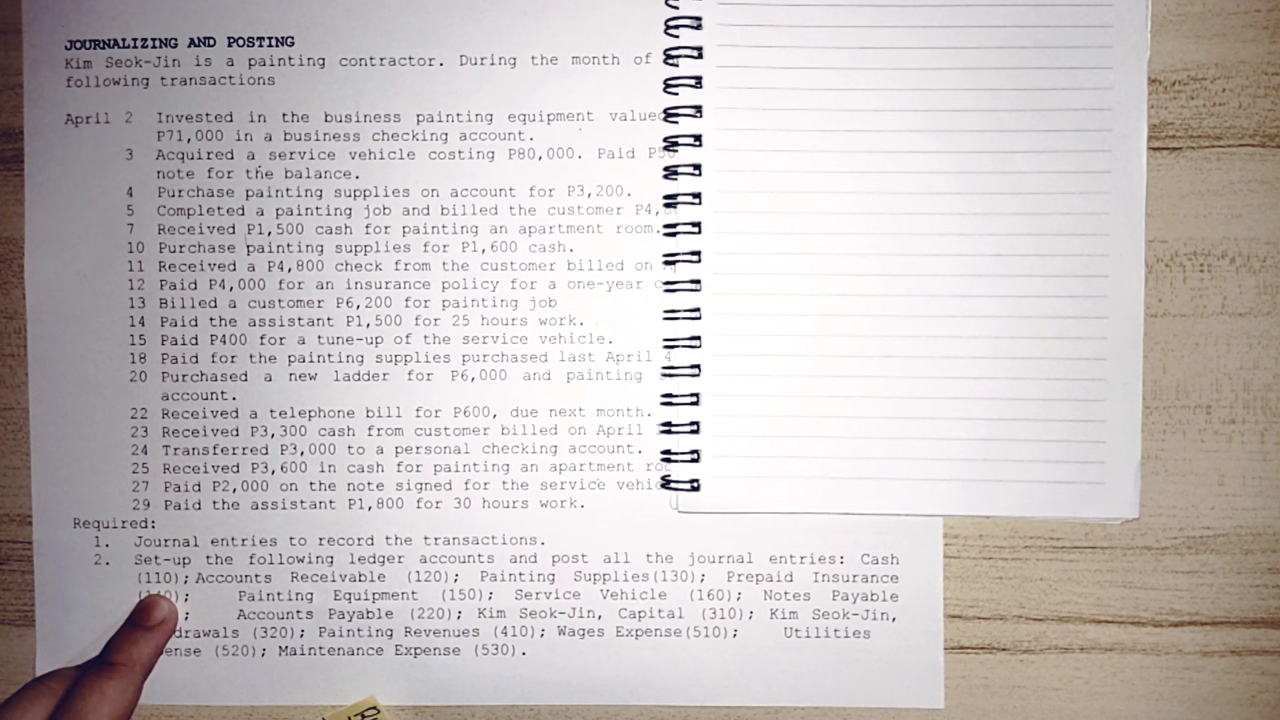 JOURNALIZING AND POSTING
Kim Seok-Jin is a painting contractor. During the month of
following transactions
April 2 Invested in the business painting equipment valued
P71,000 in a business checking account.
3 Acquired a service vehicle costing P80,000. Paid
note for the balance.
4 Purchase painting supplies on account for P3,200.
5 Completed a painting job and billed the customer
7 Received P1,500 cash for painting an apartment room.
10 Purchase painting supplies for P1,600 cash.
11 Received a P4,800 check from the customer billed on
12 Paid P4,000 for an insurance policy for a one-year
13 Billed a customer P6,200 for painting job
14 Paid the assistant P1,500 for 25 hours work.
15 Paid P400 for a tune-up of the service vehicle.
18 Paid for the painting supplies purchased last April 4
20 Purchased a new ladder for P6,000 and painting
account.
22 Received a telephone bill for P600, due next month.
23 Received P3,300 cash from customer billed on April
24 Transferred P3,000 to a personal checking account.
25 Received P3,600 in cash for painting an apartment
27 Paid P2,000 on the note signed for the service
29 Paid the assistant P1,800 for 30 hours work.
Required:
1. Journal entries to record the transactions.
2. Set-up the following ledger accounts and post all the journal entries: Cash
(110); Accounts Receivable (120); Painting Supplies(130); Prepaid Insurance
Painting Equipment (150); Service Vehicle (160); Notes Payable
; Accounts Payable (220); Kim Seok-Jin, Capital (310); Kim Seok-Jin,
drawals (320); Painting Revenues (410); Wages Expense(510); Utilities
ense (520); Maintenance Expense (530).